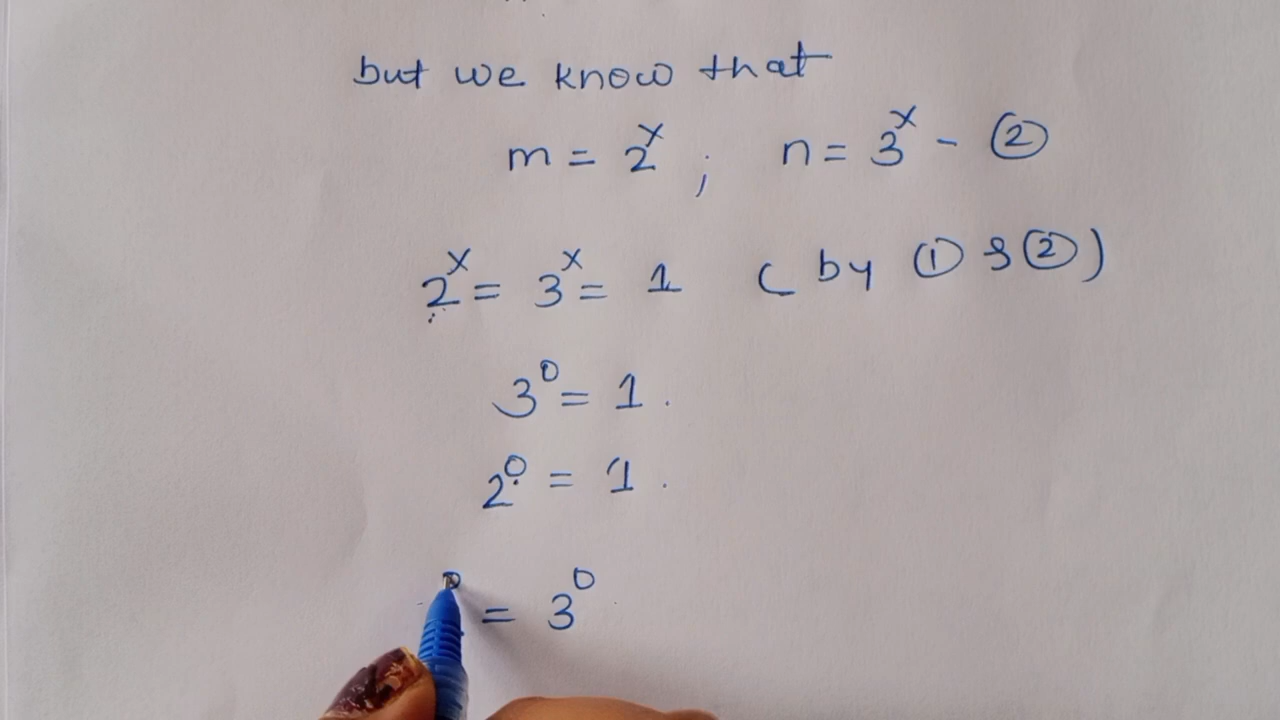 but we know that
m = 2^x ; n = 3^x - ②
2^x = 3^x = 1 ( by ① & ② )
3^0 = 1 .
2^0 = 1 .
^0 = 3^0